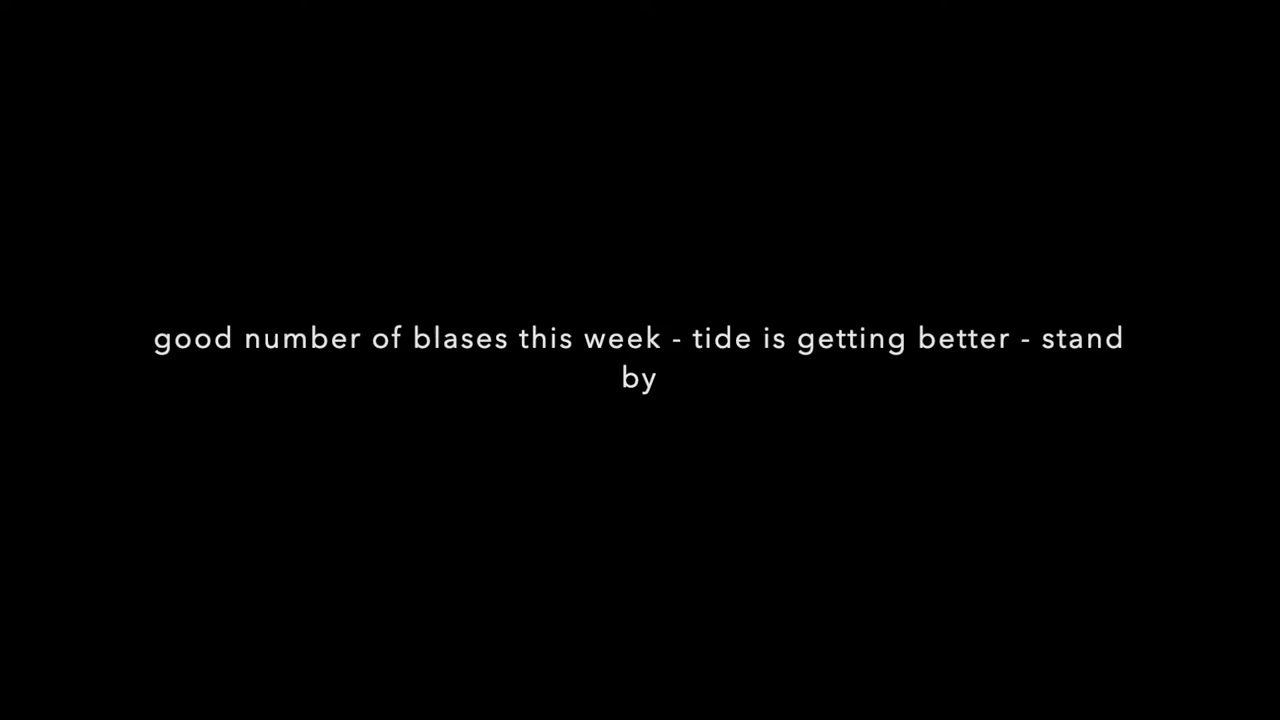 good number of blases this week - tide is getting better - stand
by